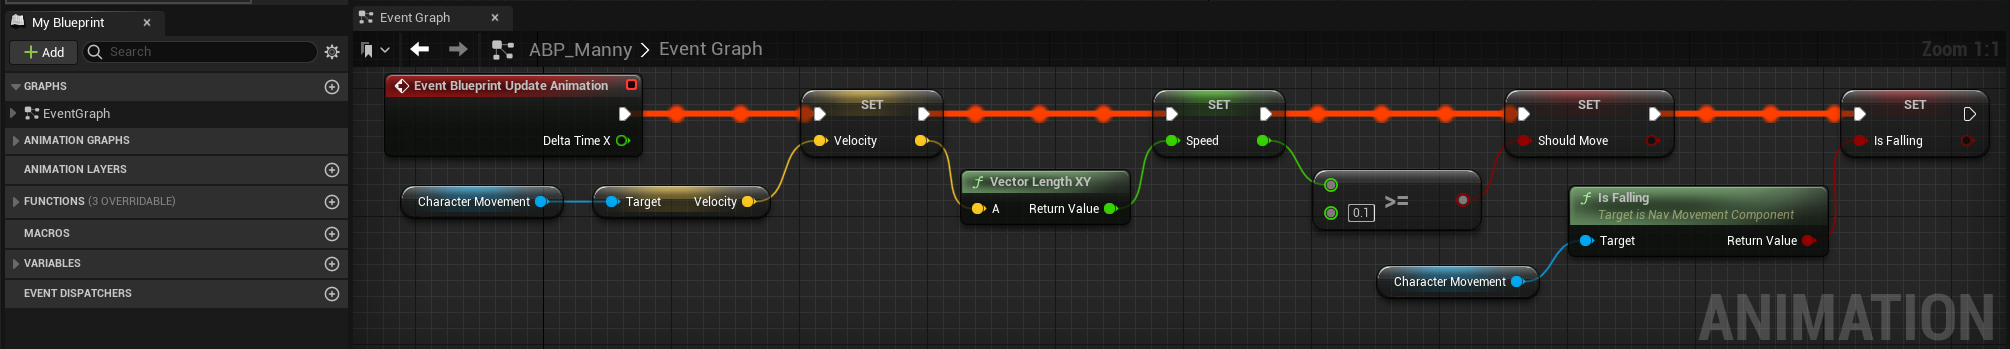 My Blueprint
Add
Search
GRAPHS
EventGraph
ANIMATION GRAPHS
ANIMATION LAYERS
FUNCTIONS (3 OVERRIDABLE)
MACROS
VARIABLES
EVENT DISPATCHERS
Event Graph
ABP_Manny > Event Graph
Zoom 1:1
Event Blueprint Update Animation
Delta Time X
Character Movement
Target Velocity
SET
Velocity
Vector Length XY
A Return Value
SET
Speed
0.1
>=
SET
Should Move
Is Falling
Target is Nav Movement Component
Target Return Value
Character Movement
SET
Is Falling
ANIMATION